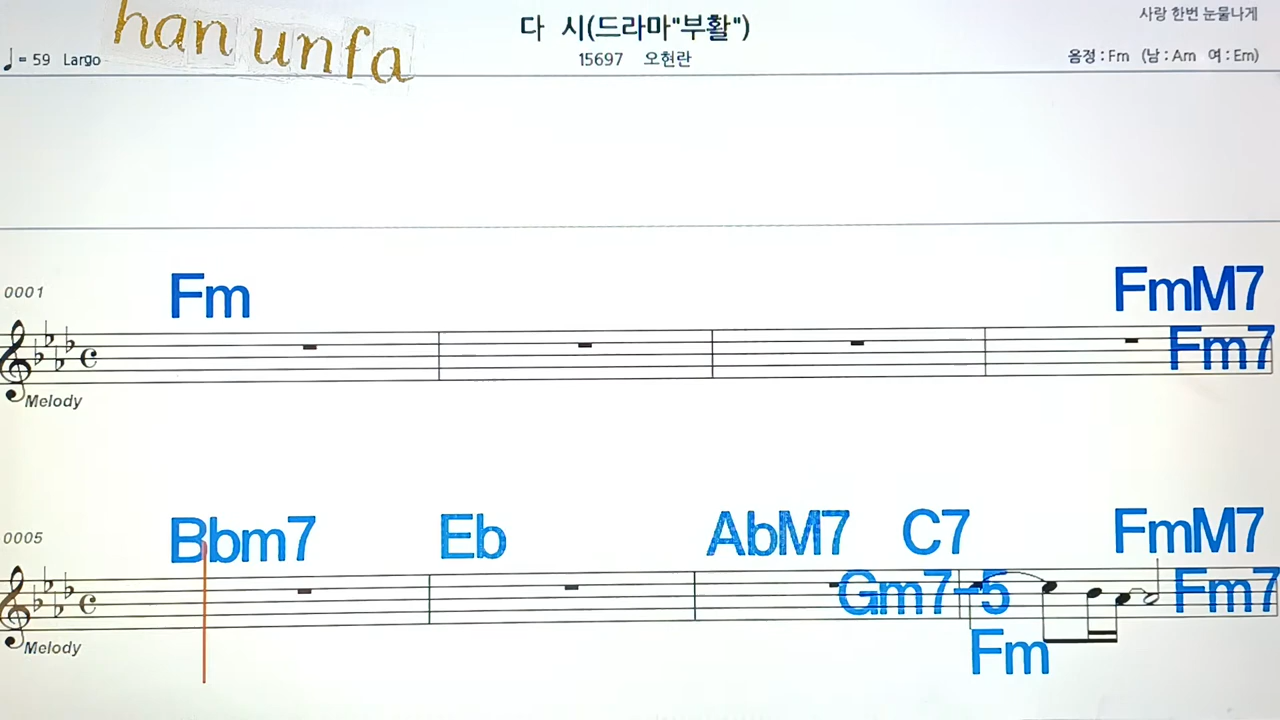 han unfa
다 시(드라마"부활")
사랑 한번 눈물나게
♩= 59 Largo
15697 오현란
음정 : Fm (남 : Am 여 : Em)
0001
Fm FmM7
Fm7
Melody
0005
Bbm7 Eb AbM7 C7 FmM7
Gm7-5 Fm7
Melody
Fm